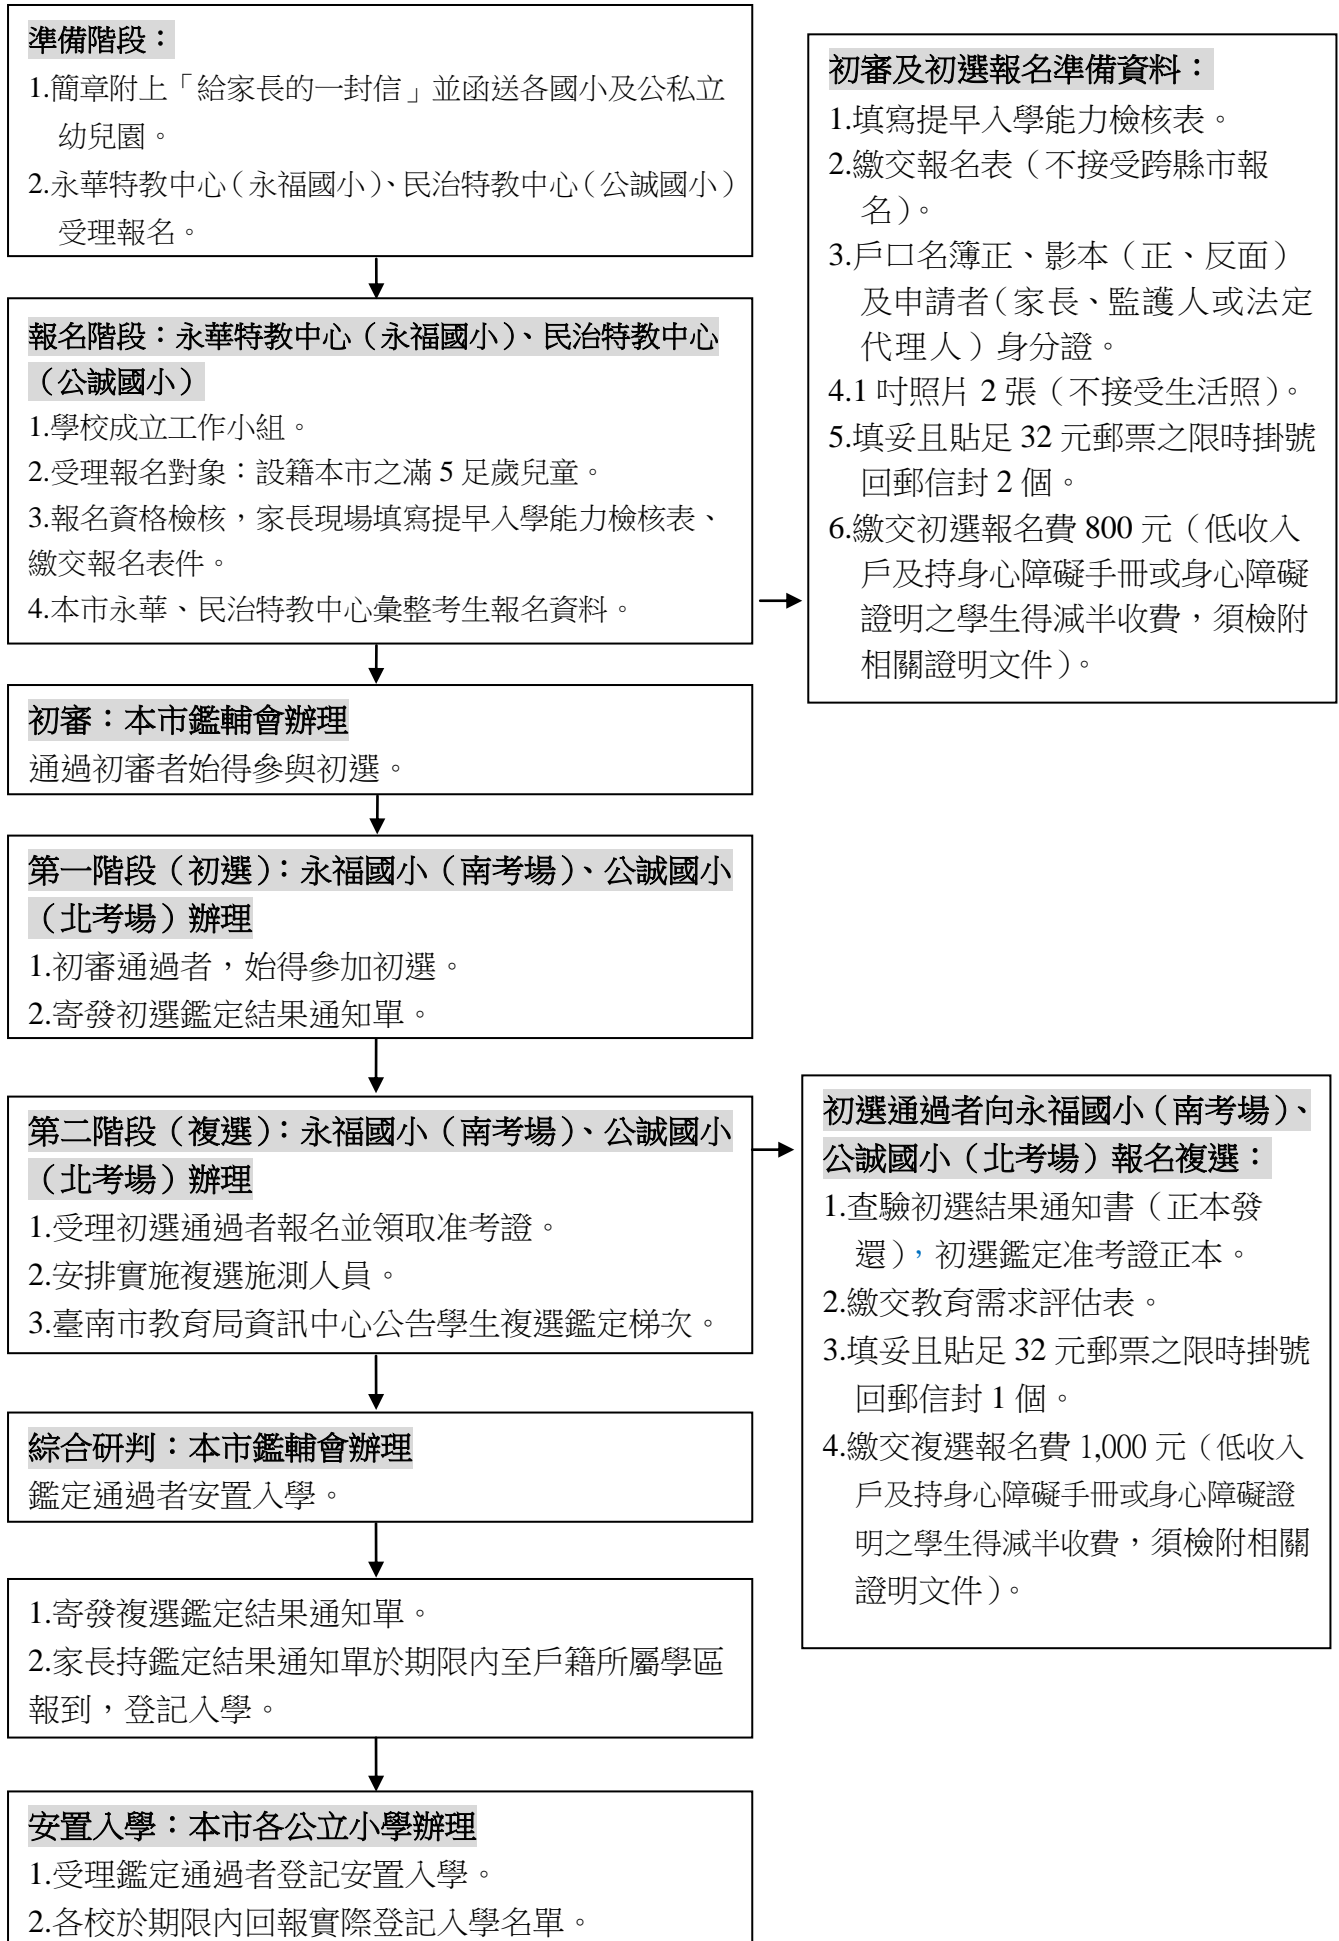 準備階段：
1.簡章附上「給家長的一封信」並函送各國小及公私立
幼兒園。
2.永華特教中心（永福國小）、民治特教中心（公誠國小）
受理報名。
報名階段：永華特教中心（永福國小）、民治特教中心
（公誠國小）
1.學校成立工作小組。
2.受理報名對象：設籍本市之滿 5 足歲兒童。
3.報名資格檢核，家長現場填寫提早入學能力檢核表、
繳交報名表件。
4.本市永華、民治特教中心彙整考生報名資料。
初審及初選報名準備資料：
1.填寫提早入學能力檢核表。
2.繳交報名表（不接受跨縣市報
名）。
3.戶口名簿正、影本（正、反面）
及申請者（家長、監護人或法定
代理人）身分證。
4.1 吋照片 2 張（不接受生活照）。
5.填妥且貼足 32 元郵票之限時掛號
回郵信封 2 個。
6.繳交初選報名費 800 元（低收入
戶及持身心障礙手冊或身心障礙
證明之學生得減半收費，須檢附
相關證明文件）。
初審：本市鑑輔會辦理
通過初審者始得參與初選。
第一階段（初選）：永福國小（南考場）、公誠國小
（北考場）辦理
1.初審通過者，始得參加初選。
2.寄發初選鑑定結果通知單。
第二階段（複選）：永福國小（南考場）、公誠國小
（北考場）辦理
1.受理初選通過者報名並領取准考證。
2.安排實施複選施測人員。
3.臺南市教育局資訊中心公告學生複選鑑定梯次。
初選通過者向永福國小（南考場）、
公誠國小（北考場）報名複選：
1.查驗初選結果通知書（正本發
還），初選鑑定准考證正本。
2.繳交教育需求評估表。
3.填妥且貼足 32 元郵票之限時掛號
回郵信封 1 個。
4.繳交複選報名費 1,000 元（低收入
戶及持身心障礙手冊或身心障礙證
明之學生得減半收費，須檢附相關
證明文件）。
綜合研判：本市鑑輔會辦理
鑑定通過者安置入學。
1.寄發複選鑑定結果通知單。
2.家長持鑑定結果通知單於期限內至戶籍所屬學區
報到，登記入學。
安置入學：本市各公立小學辦理
1.受理鑑定通過者登記安置入學。
2.各校於期限內回報實際登記入學名單。